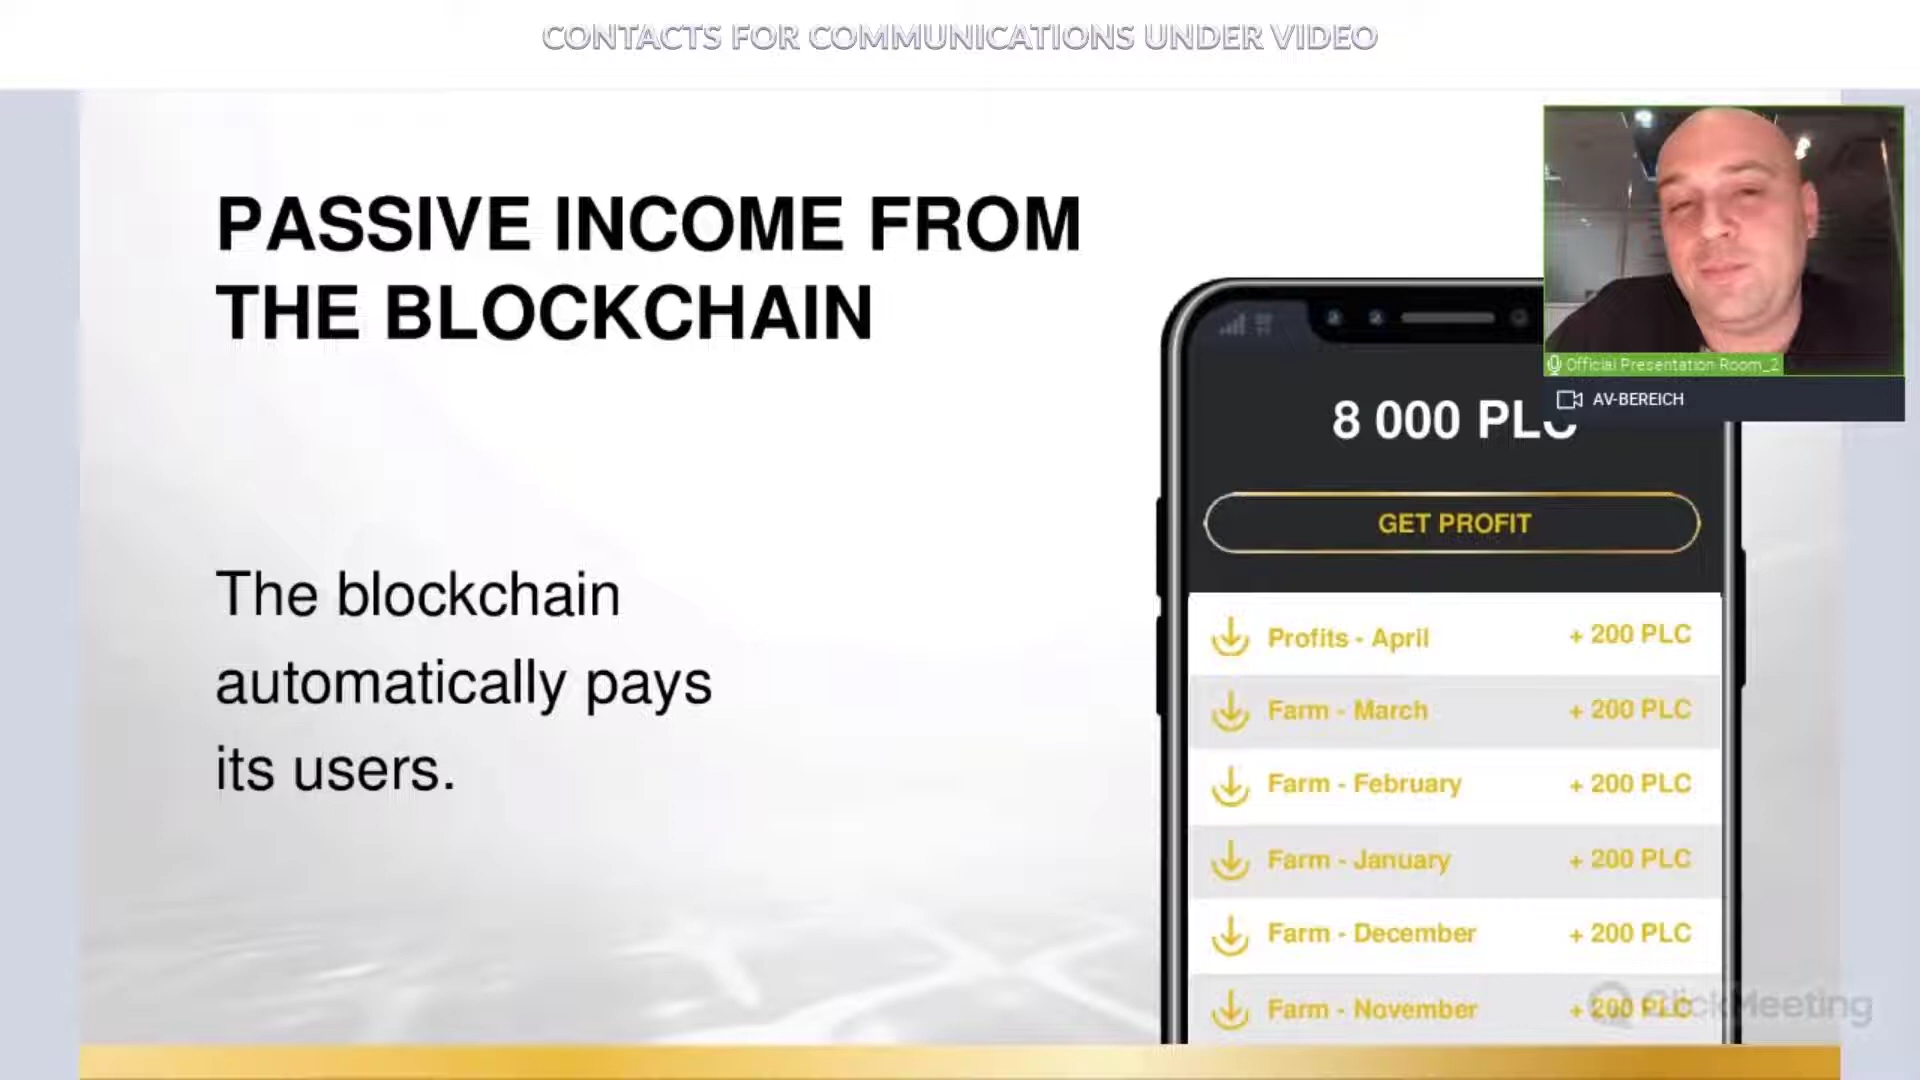 CONTACTS FOR COMMUNICATIONS UNDER VIDEO
PASSIVE INCOME FROM
THE BLOCKCHAIN
The blockchain
automatically pays
its users.
Official Presentation Room_2
AV-BEREICH
8 000 PLC
GET PROFIT
Profits - April + 200 PLC
Farm - March + 200 PLC
Farm - February + 200 PLC
Farm - January + 200 PLC
Farm - December + 200 PLC
Farm - November + 200 PLC
ClickMeeting